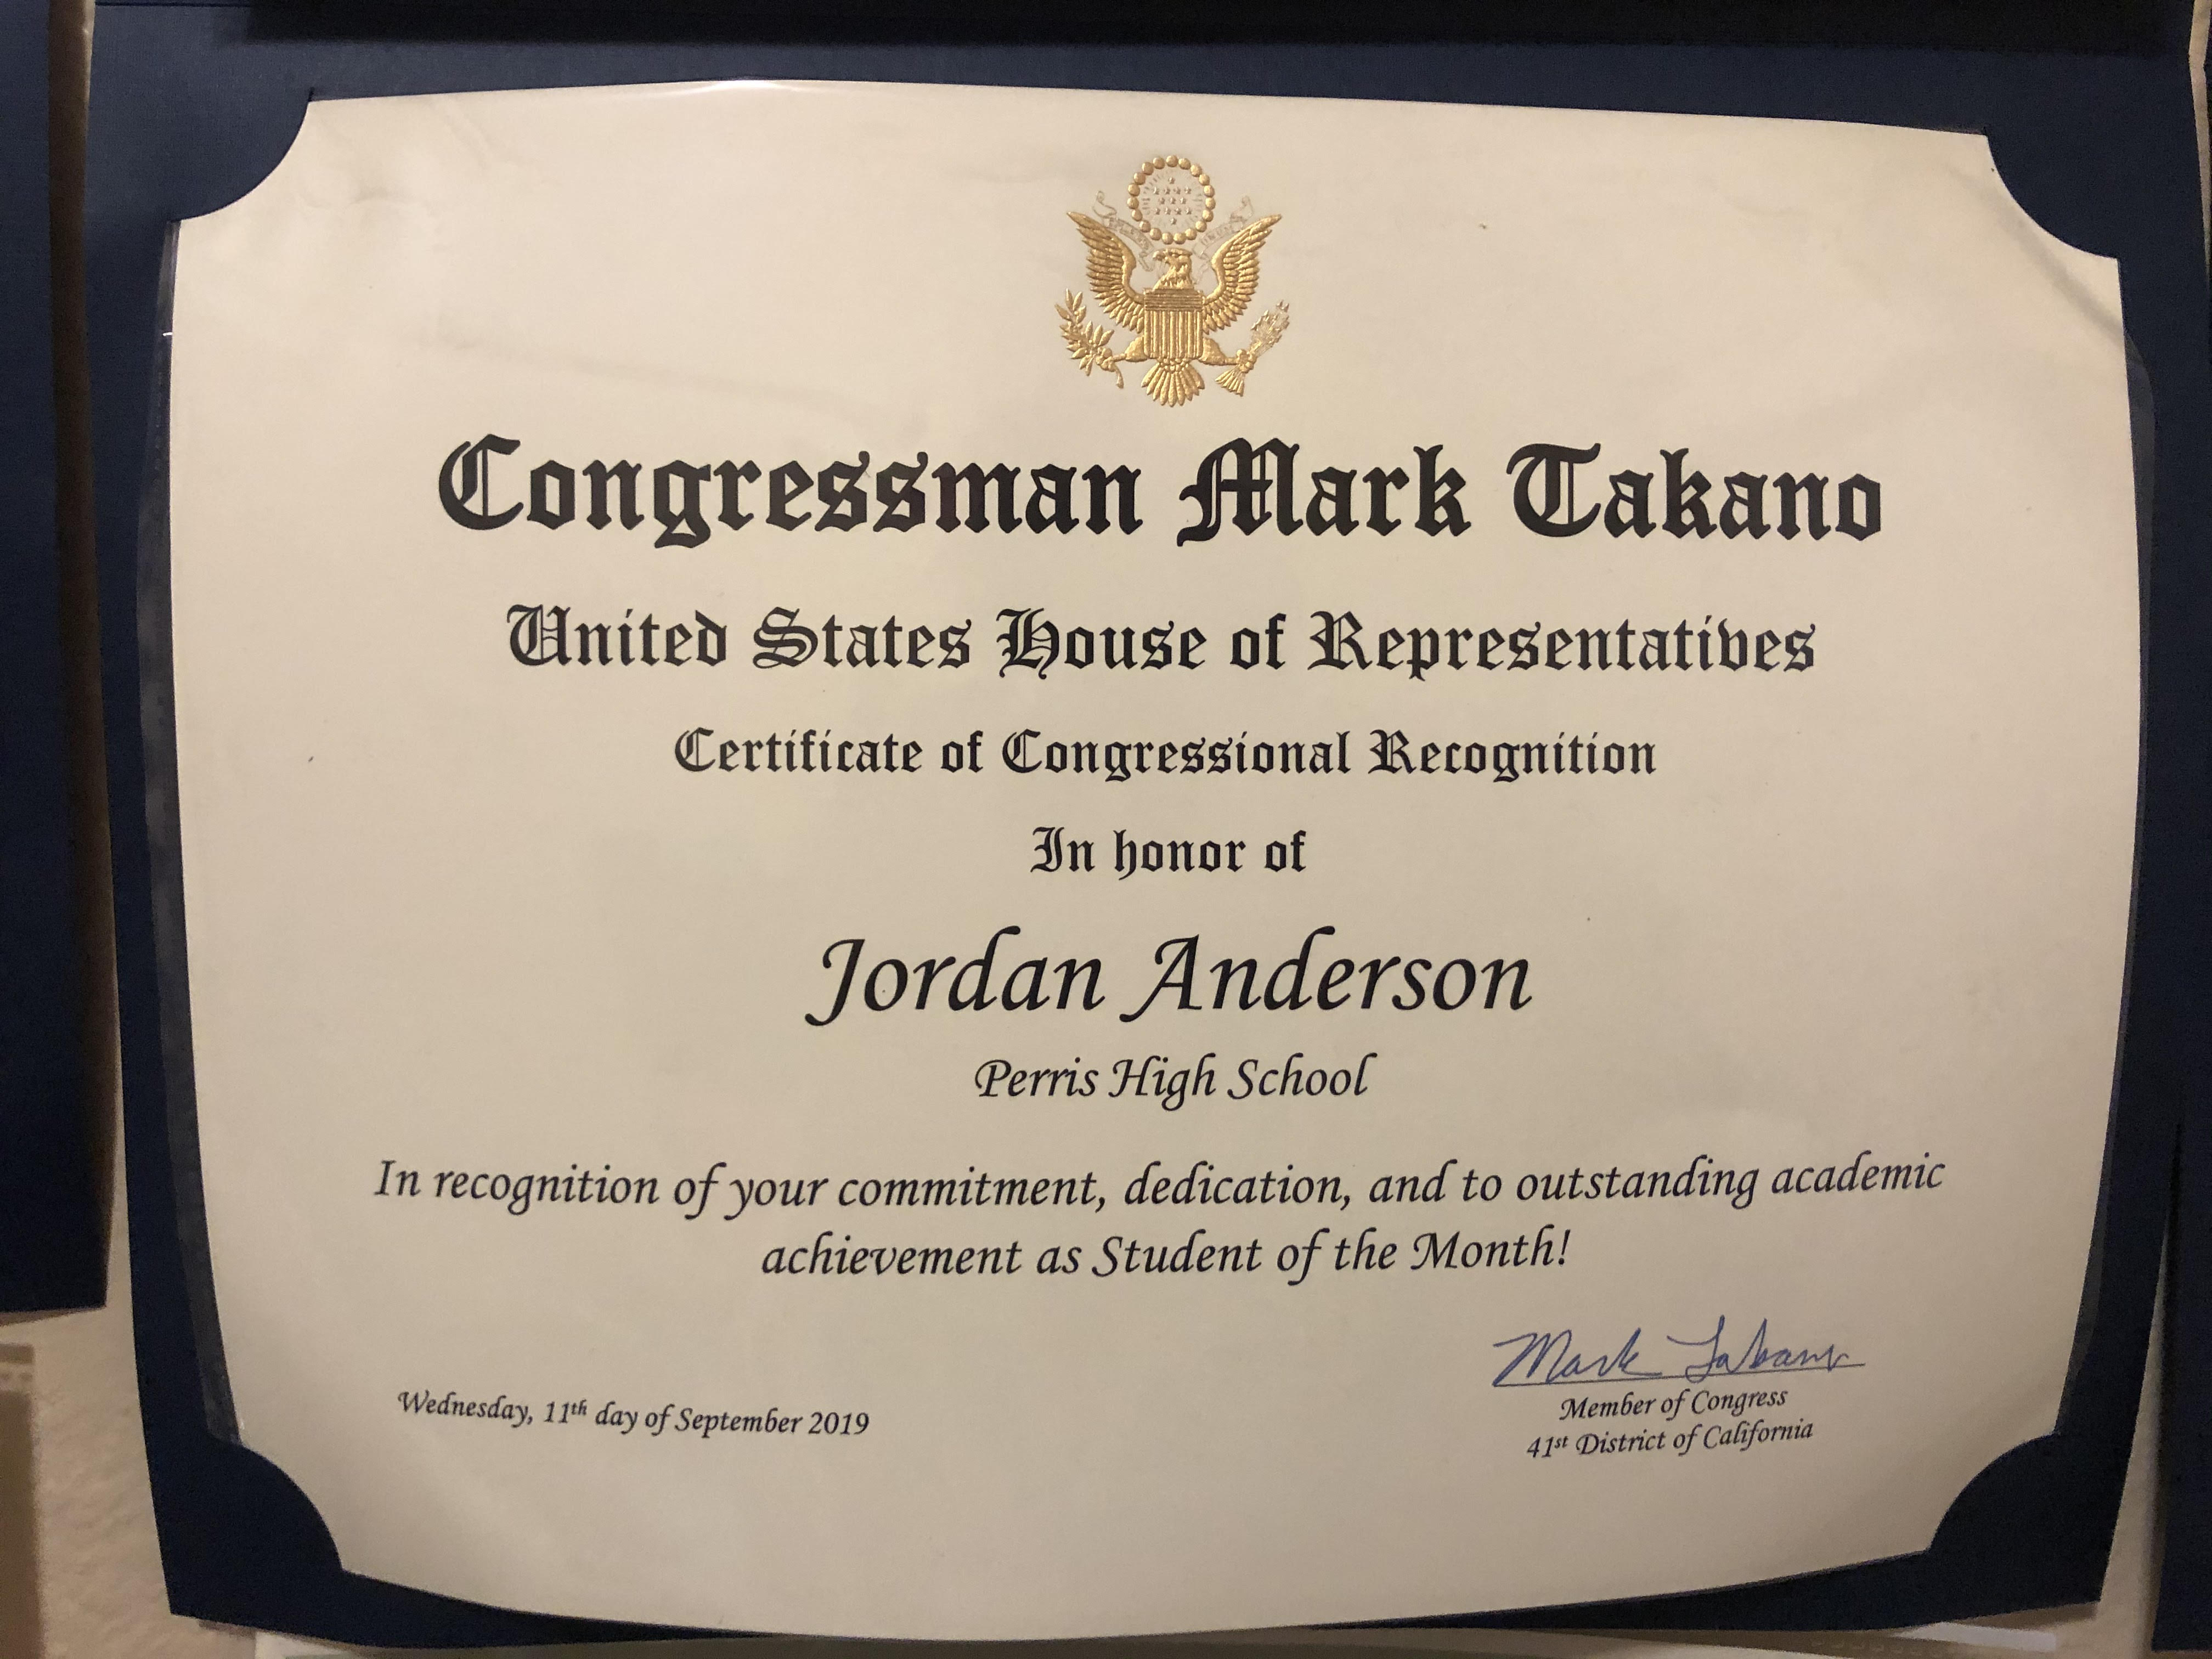 Congressman Mark Takano
United States House of Representatives
Certificate of Congressional Recognition
In honor of
Jordan Anderson
Perris High School
In recognition of your commitment, dedication, and to outstanding academic
achievement as Student of the Month!
Mark Takano
Wednesday, 11th day of September 2019
Member of Congress
41st District of California